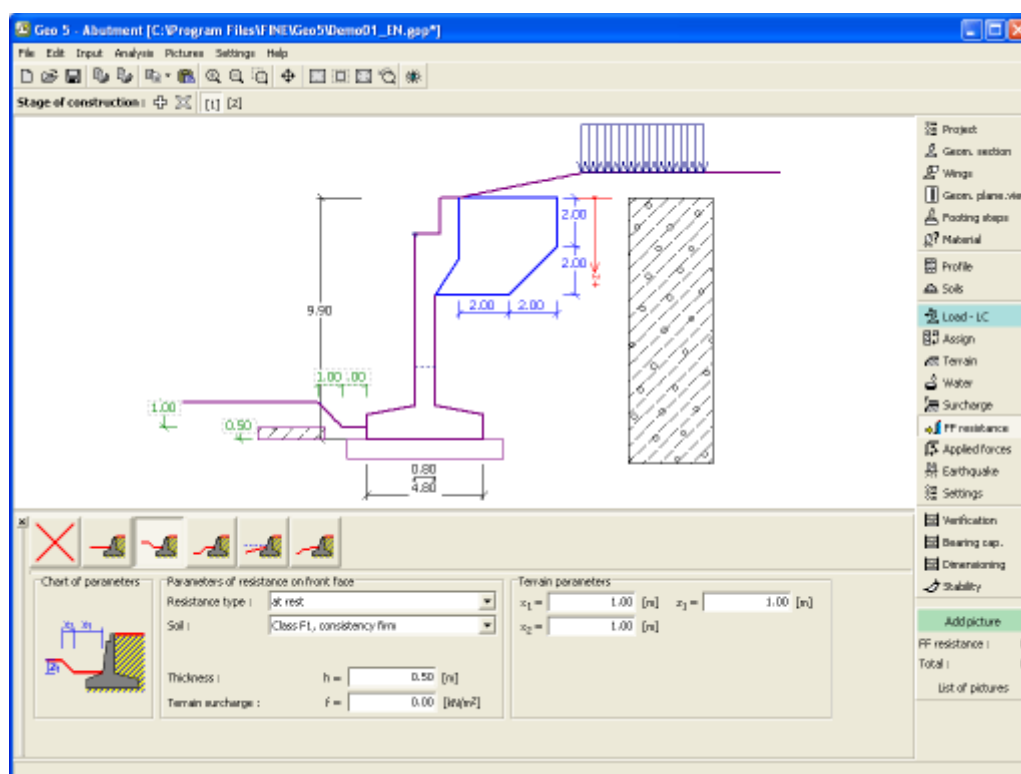 Geo 5 - Abutment [C:\Program Files\FINE\Geo5\Demo01_EN.gsp*]
File Edit Input Analysis Pictures Settings Help
Stage of construction : [1] [2]
Project
Geom. section
Wings
Geom. plane.vie
Footing steps
Material
Profile
Soils
Load - LC
Assign
Terrain
Water
Surcharge
FF resistance
Applied forces
Earthquake
Settings
Verification
Bearing cap.
Dimensioning
Stability
Add picture
FF resistance :
Total :
List of pictures
2.00
2.00
+z
2.00 2.00
9.90
1.00 .00
1.00
0.50
0.80
4.80
Chart of parameters
Parameters of resistance on front face
Resistance type : at rest
Soil : Class F1, consistency firm
Thickness : h = 0.50 [m]
Terrain surcharge : f = 0.00 [kN/m²]
Terrain parameters
x₁ = 1.00 [m] z₁ = 1.00 [m]
x₂ = 1.00 [m]